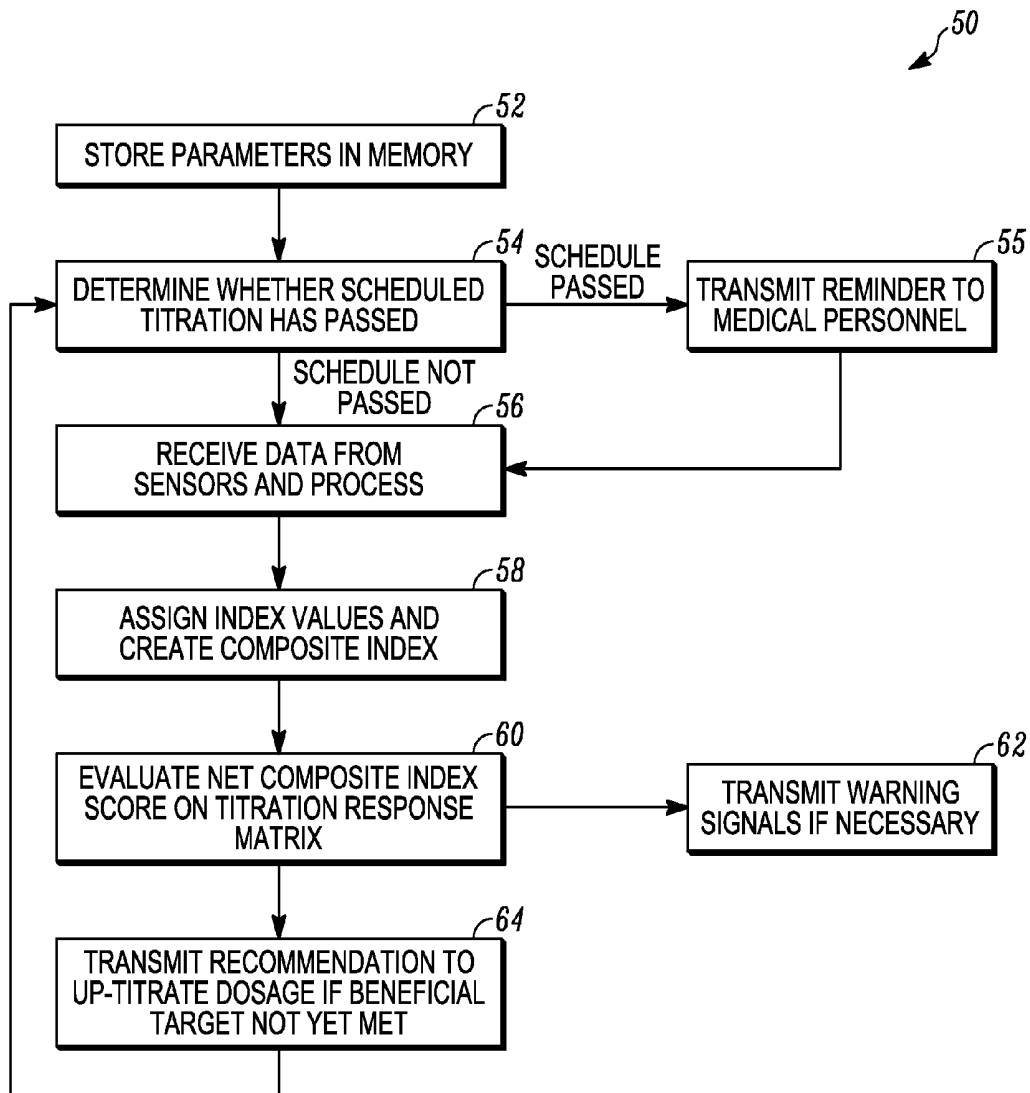 50
52
STORE PARAMETERS IN MEMORY
54
DETERMINE WHETHER SCHEDULED
TITRATION HAS PASSED
SCHEDULE
PASSED
55
TRANSMIT REMINDER TO
MEDICAL PERSONNEL
SCHEDULE NOT
PASSED
56
RECEIVE DATA FROM
SENSORS AND PROCESS
58
ASSIGN INDEX VALUES AND
CREATE COMPOSITE INDEX
60
EVALUATE NET COMPOSITE INDEX
SCORE ON TITRATION RESPONSE
MATRIX
62
TRANSMIT WARNING
SIGNALS IF NECESSARY
64
TRANSMIT RECOMMENDATION TO
UP-TITRATE DOSAGE IF BENEFICIAL
TARGET NOT YET MET